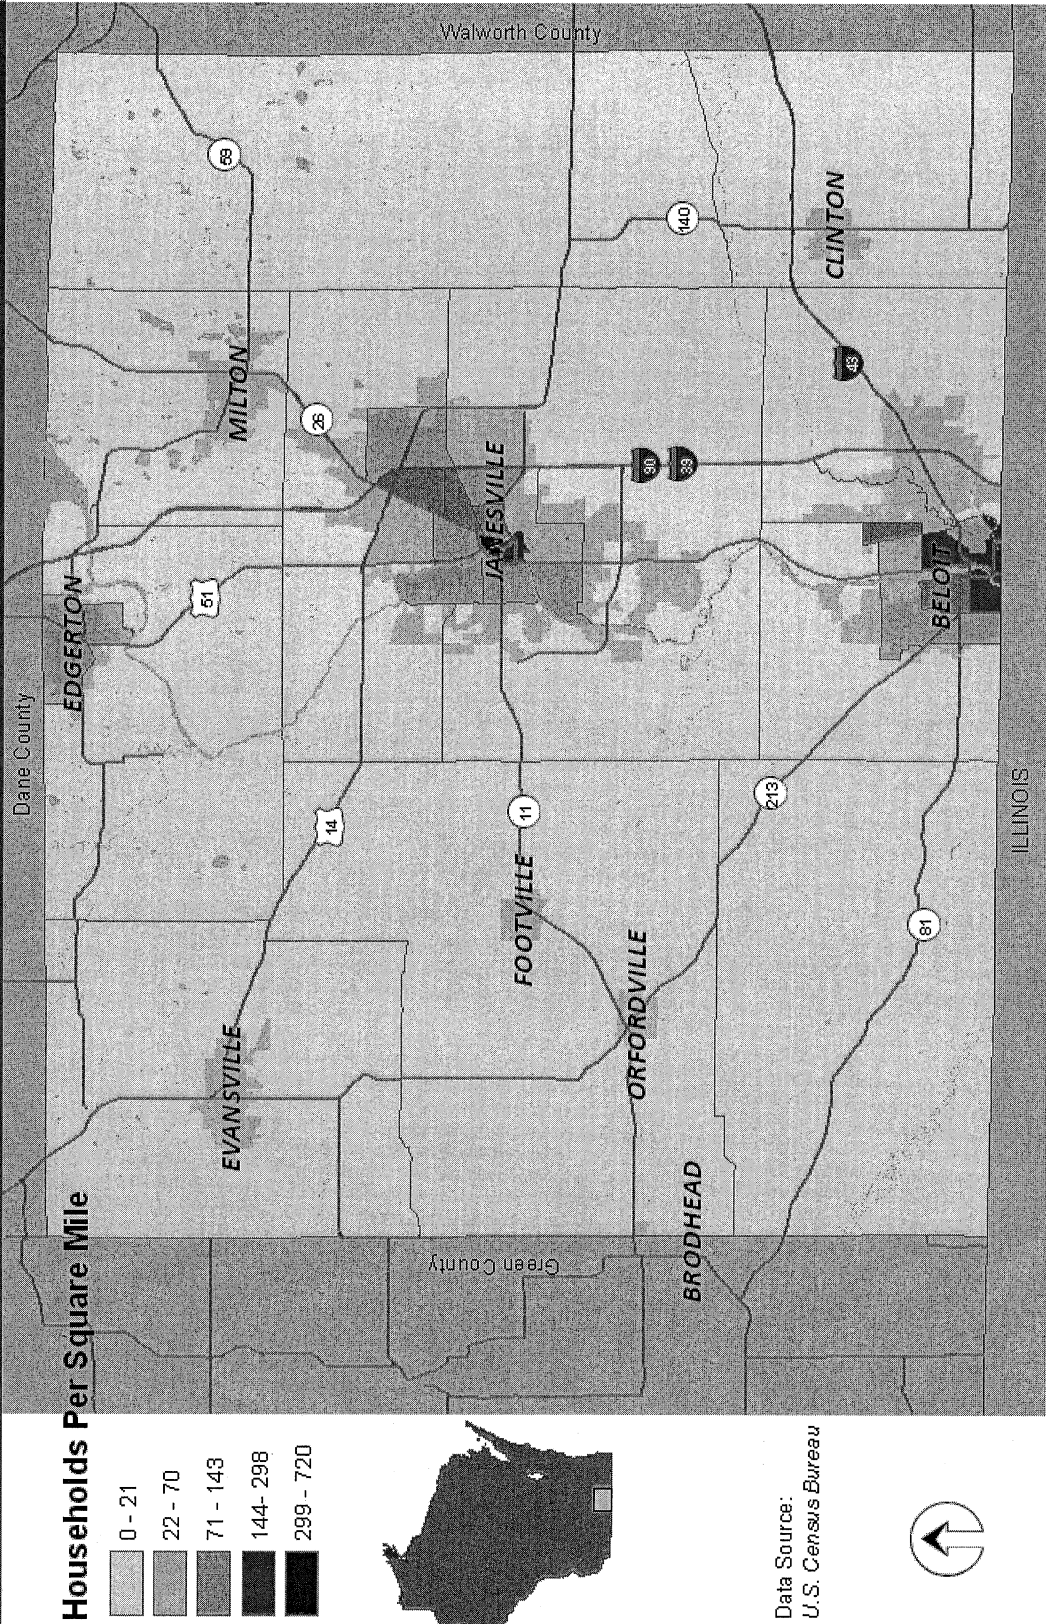 Households Per Square Mile
0 - 21
22 - 70
71 - 143
144- 298
299 - 720
Data Source:
U.S. Census Bureau
Dane County
Walworth County
Green County
ILLINOIS
EDGERTON
MILTON
EVANSVILLE
JANESVILLE
FOOTVILLE
ORFORDVILLE
BRODHEAD
BELOIT
CLINTON
59
26
51
14
11
140
90
39
43
213
81